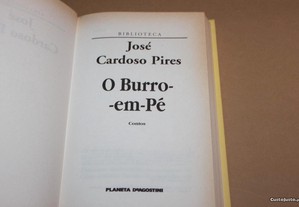 BIBLIOTECA
José
Cardoso Pires
O Burro-
-em-Pé
Contos
PLANETA DeAGOSTINI